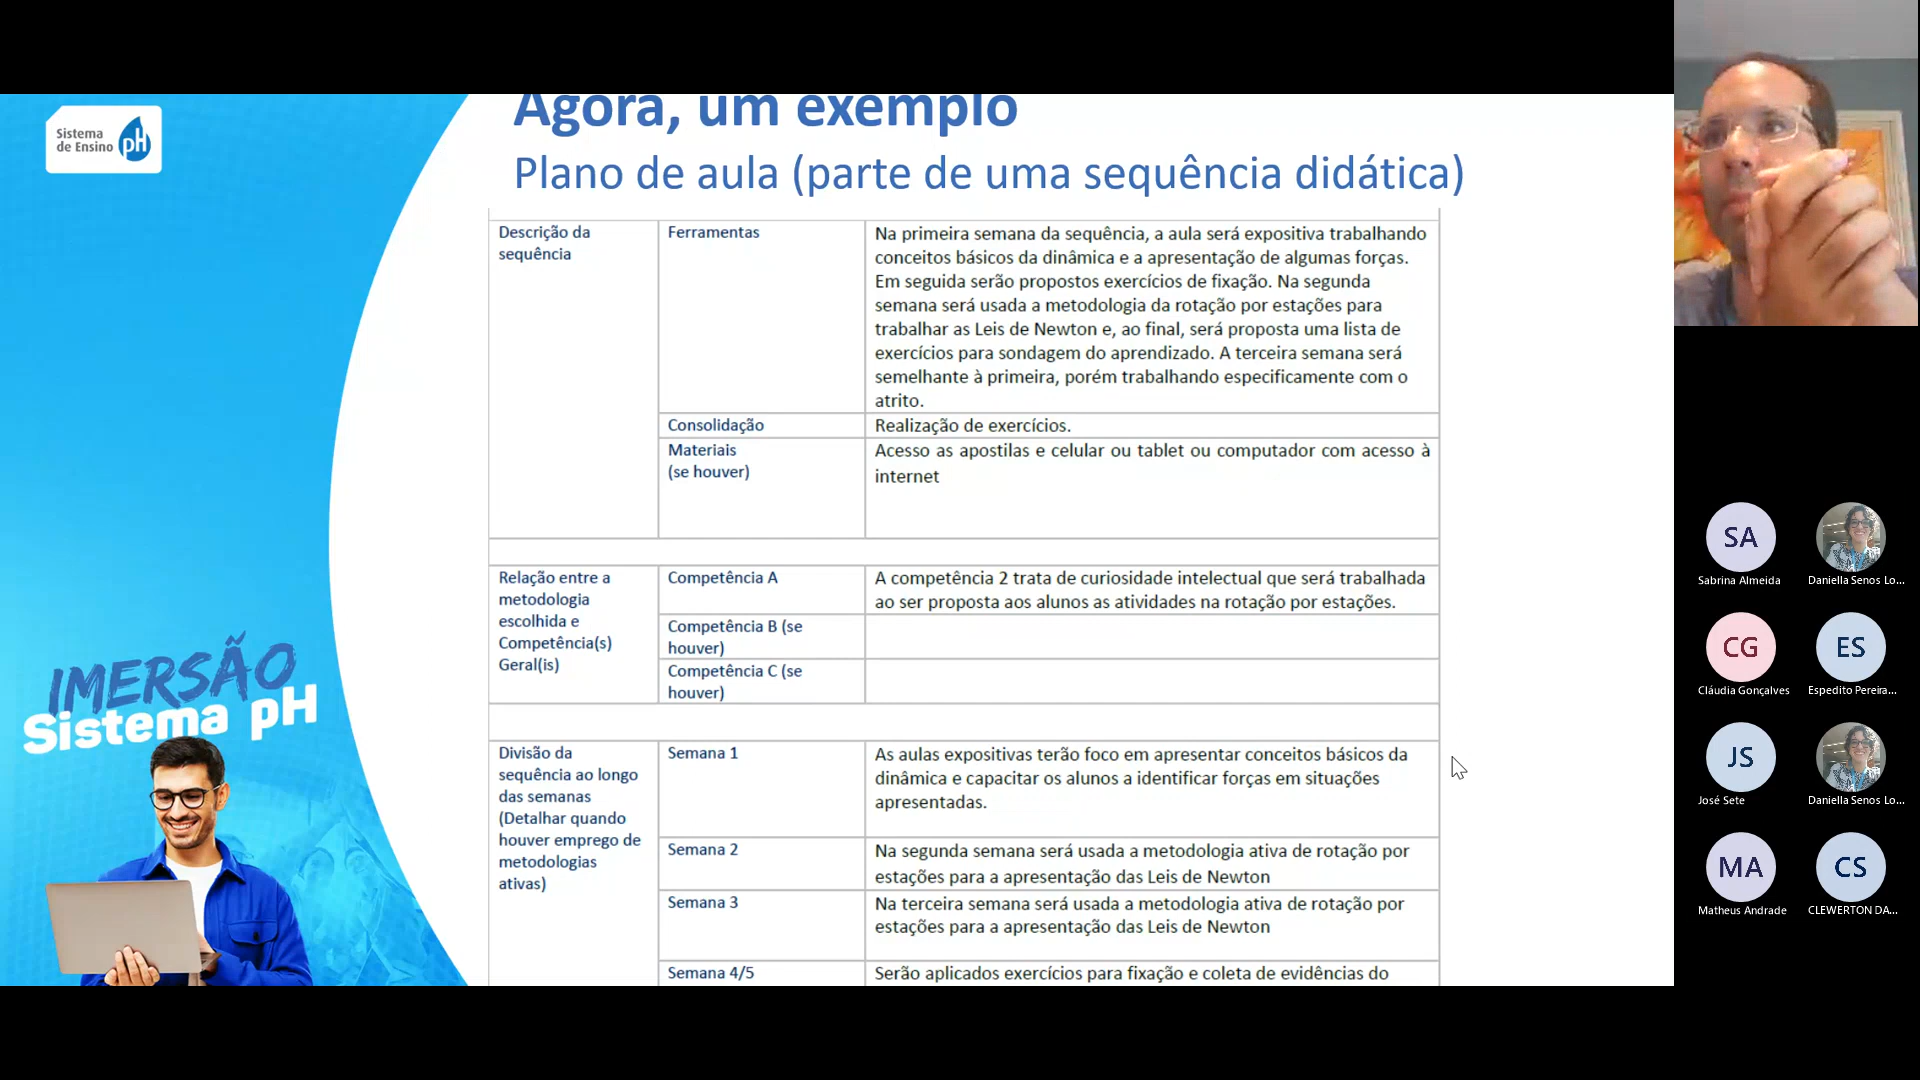 Sistema
de Ensino pH
Agora, um exemplo
Plano de aula (parte de uma sequência didática)
Descrição da
sequência
Ferramentas
Na primeira semana da sequência, a aula será expositiva trabalhando
conceitos básicos da dinâmica e a apresentação de algumas forças.
Em seguida serão propostos exercícios de fixação. Na segunda
semana será usada a metodologia da rotação por estações para
trabalhar as Leis de Newton e, ao final, será proposta uma lista de
exercícios para sondagem do aprendizado. A terceira semana será
semelhante à primeira, porém trabalhando especificamente com o
atrito.
Consolidação
Realização de exercícios.
Materiais
(se houver)
Acesso as apostilas e celular ou tablet ou computador com acesso à
internet
Relação entre a
metodologia
escolhida e
Competência(s)
Geral(is)
Competência A
A competência 2 trata de curiosidade intelectual que será trabalhada
ao ser proposta aos alunos as atividades na rotação por estações.
Competência B (se
houver)
Competência C (se
houver)
Divisão da
sequência ao longo
das semanas
(Detalhar quando
houver emprego de
metodologias
ativas)
Semana 1
As aulas expositivas terão foco em apresentar conceitos básicos da
dinâmica e capacitar os alunos a identificar forças em situações
apresentadas.
Semana 2
Na segunda semana será usada a metodologia ativa de rotação por
estações para a apresentação das Leis de Newton
Semana 3
Na terceira semana será usada a metodologia ativa de rotação por
estações para a apresentação das Leis de Newton
Semana 4/5
Serão aplicados exercícios para fixação e coleta de evidências do
IMERSÃO
Sistema pH
SA
Sabrina Almeida
Daniella Senos Lo...
CG
Cláudia Gonçalves
ES
Espedito Pereira...
JS
José Sete
Daniella Senos Lo...
MA
Matheus Andrade
CS
CLEWERTON DA...